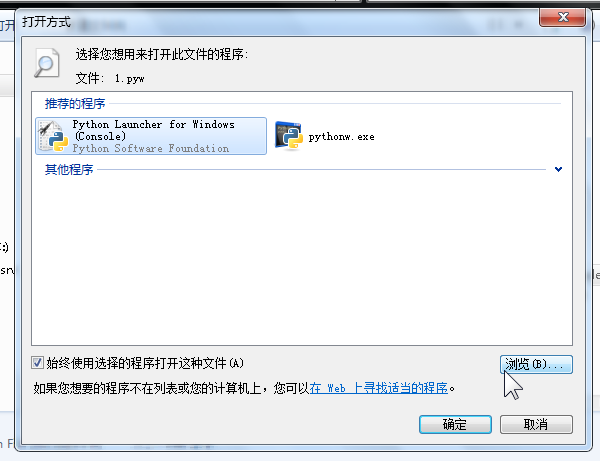 打开方式
选择您想用来打开此文件的程序:
文件: 1.pyw
推荐的程序
Python Launcher for Windows
(Console)
Python Software Foundation
pythonw.exe
其他程序
始终使用选择的程序打开这种文件(A)
浏览(B)...
如果您想要的程序不在列表或您的计算机上，您可以在 Web 上寻找适当的程序。
确定
取消